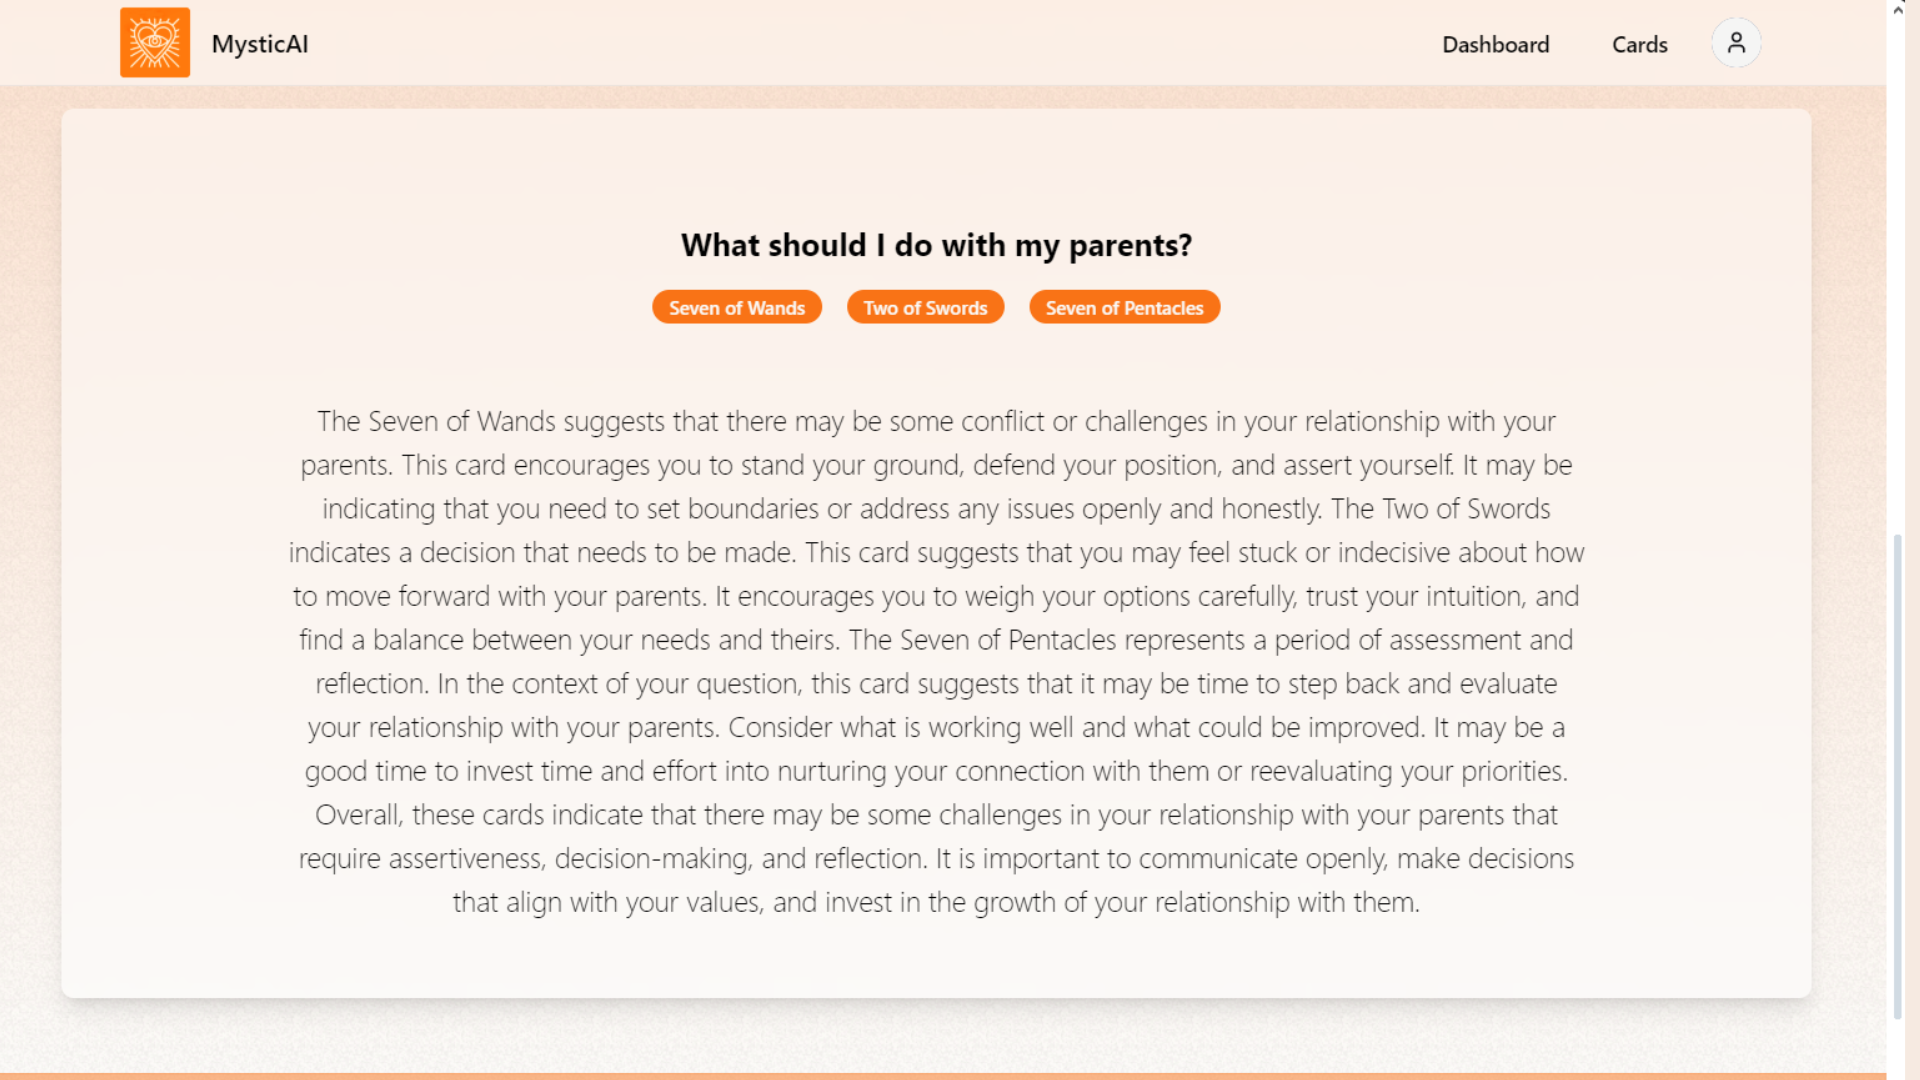 MysticAI
Dashboard
Cards
What should I do with my parents?
Seven of Wands
Two of Swords
Seven of Pentacles
The Seven of Wands suggests that there may be some conflict or challenges in your relationship with your
parents. This card encourages you to stand your ground, defend your position, and assert yourself. It may be
indicating that you need to set boundaries or address any issues openly and honestly. The Two of Swords
indicates a decision that needs to be made. This card suggests that you may feel stuck or indecisive about how
to move forward with your parents. It encourages you to weigh your options carefully, trust your intuition, and
find a balance between your needs and theirs. The Seven of Pentacles represents a period of assessment and
reflection. In the context of your question, this card suggests that it may be time to step back and evaluate
your relationship with your parents. Consider what is working well and what could be improved. It may be a
good time to invest time and effort into nurturing your connection with them or reevaluating your priorities.
Overall, these cards indicate that there may be some challenges in your relationship with your parents that
require assertiveness, decision-making, and reflection. It is important to communicate openly, make decisions
that align with your values, and invest in the growth of your relationship with them.